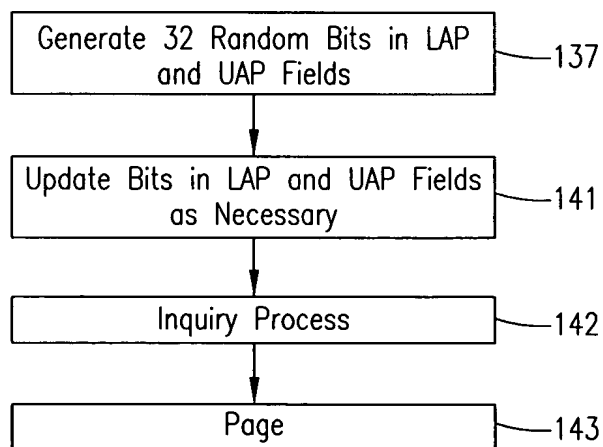 Generate 32 Random Bits in LAP
and UAP Fields
137
Update Bits in LAP and UAP Fields
as Necessary
141
Inquiry Process
142
Page
143